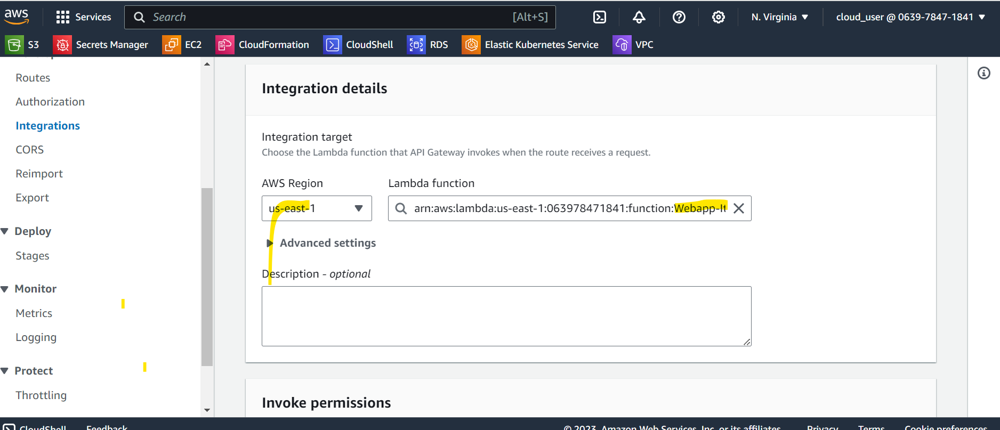 aws Services Search [Alt+S] N. Virginia cloud_user @ 0639-7847-1841
S3 Secrets Manager EC2 CloudFormation CloudShell RDS Elastic Kubernetes Service VPC
Routes
Authorization
Integrations
CORS
Reimport
Export
Deploy
Stages
Monitor
Metrics
Logging
Protect
Throttling
Integration details
Integration target
Choose the Lambda function that API Gateway invokes when the route receives a request.
AWS Region Lambda function
us-east-1 arn:aws:lambda:us-east-1:063978471841:function:Webapp-It
Advanced settings
Description - optional
Invoke permissions
CloudShell Feedback © 2023, Amazon Web Services, Inc. or its affiliates. Privacy Terms Cookie preferences